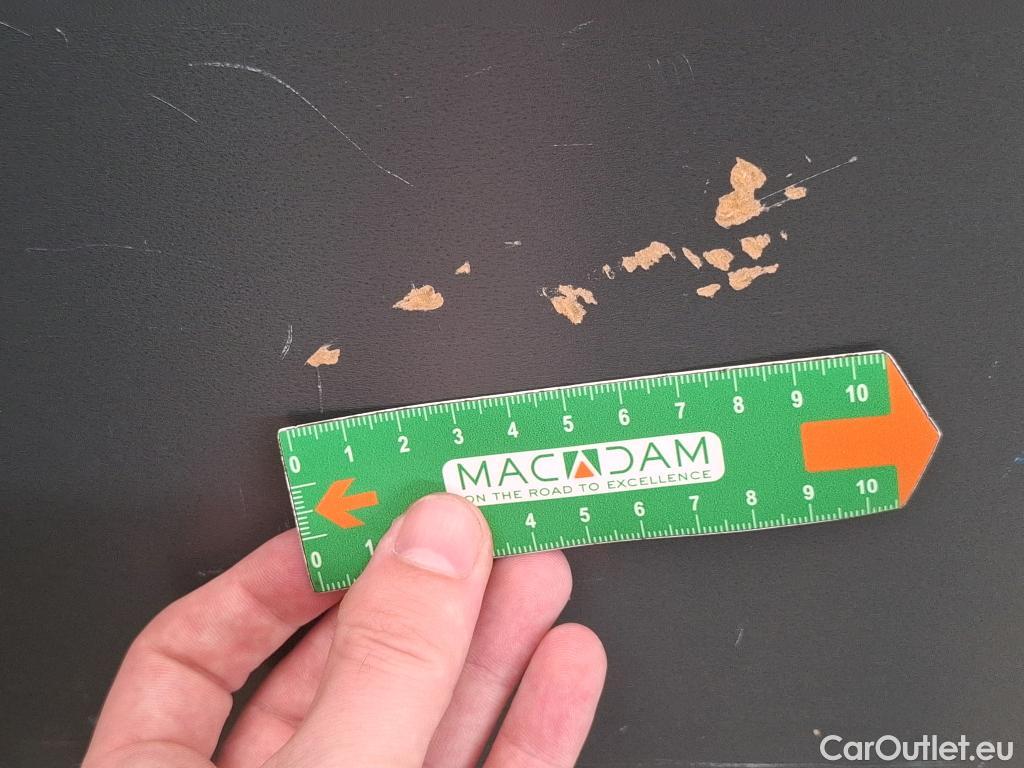 0 1 2 3 4 5 6 7 8 9 10
MACADAM
ON THE ROAD TO EXCELLENCE
0 1 4 5 6 7 8 9 10
CarOutlet.eu